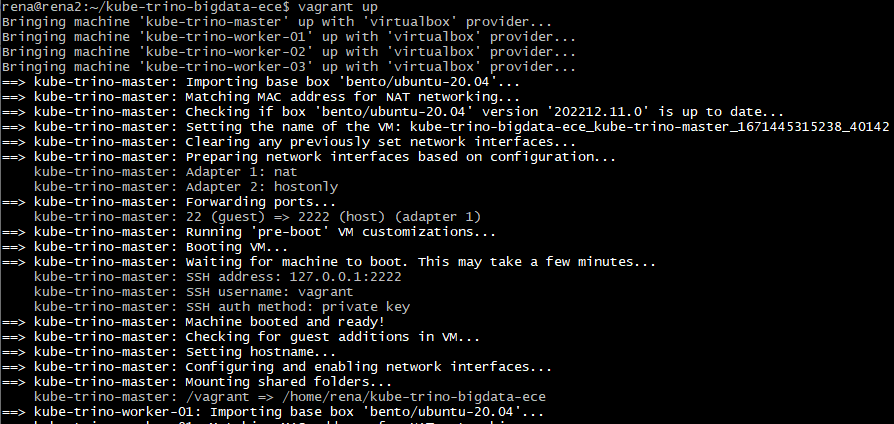 rena@rena2:~/kube-trino-bigdata-ece$ vagrant up
Bringing machine 'kube-trino-master' up with 'virtualbox' provider...
Bringing machine 'kube-trino-worker-01' up with 'virtualbox' provider...
Bringing machine 'kube-trino-worker-02' up with 'virtualbox' provider...
Bringing machine 'kube-trino-worker-03' up with 'virtualbox' provider...
==> kube-trino-master: Importing base box 'bento/ubuntu-20.04'...
==> kube-trino-master: Matching MAC address for NAT networking...
==> kube-trino-master: Checking if box 'bento/ubuntu-20.04' version '202212.11.0' is up to date...
==> kube-trino-master: Setting the name of the VM: kube-trino-bigdata-ece_kube-trino-master_1671445315238_40142
==> kube-trino-master: Clearing any previously set network interfaces...
==> kube-trino-master: Preparing network interfaces based on configuration...
    kube-trino-master: Adapter 1: nat
    kube-trino-master: Adapter 2: hostonly
==> kube-trino-master: Forwarding ports...
    kube-trino-master: 22 (guest) => 2222 (host) (adapter 1)
==> kube-trino-master: Running 'pre-boot' VM customizations...
==> kube-trino-master: Booting VM...
==> kube-trino-master: Waiting for machine to boot. This may take a few minutes...
    kube-trino-master: SSH address: 127.0.0.1:2222
    kube-trino-master: SSH username: vagrant
    kube-trino-master: SSH auth method: private key
==> kube-trino-master: Machine booted and ready!
==> kube-trino-master: Checking for guest additions in VM...
==> kube-trino-master: Setting hostname...
==> kube-trino-master: Configuring and enabling network interfaces...
==> kube-trino-master: Mounting shared folders...
    kube-trino-master: /vagrant => /home/rena/kube-trino-bigdata-ece
==> kube-trino-worker-01: Importing base box 'bento/ubuntu-20.04'...